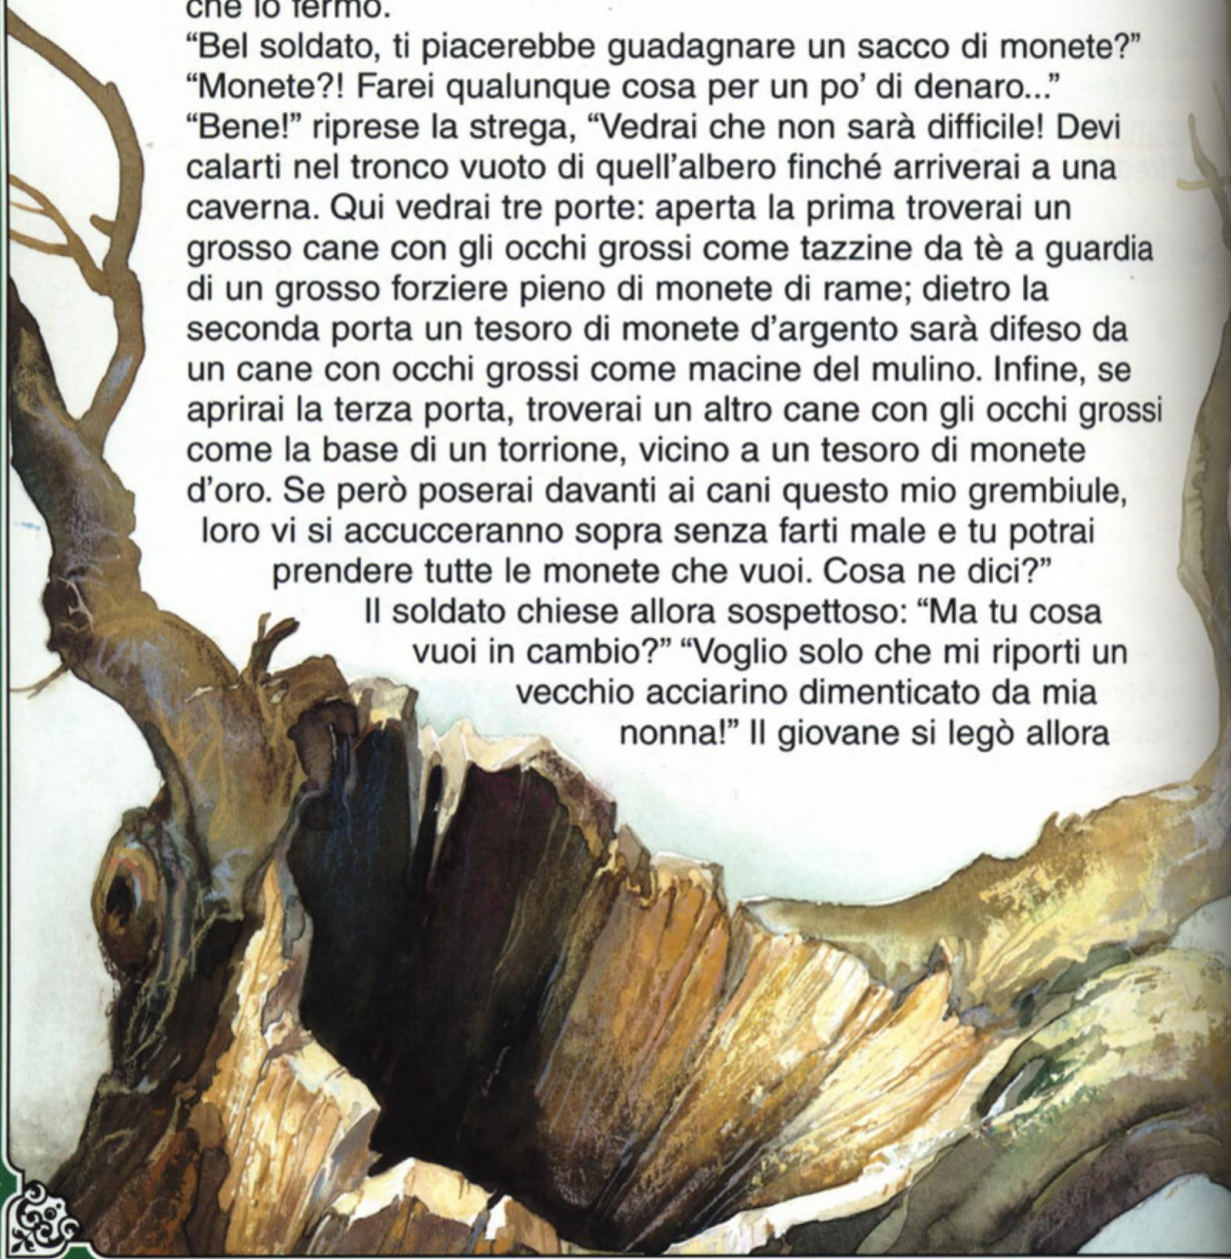 che lo fermò.
“Bel soldato, ti piacerebbe guadagnare un sacco di monete?”
“Monete?! Farei qualunque cosa per un po’ di denaro...”
“Bene!” riprese la strega, “Vedrai che non sarà difficile! Devi
calarti nel tronco vuoto di quell’albero finché arriverai a una
caverna. Qui vedrai tre porte: aperta la prima troverai un
grosso cane con gli occhi grossi come tazzine da tè a guardia
di un grosso forziere pieno di monete di rame; dietro la
seconda porta un tesoro di monete d’argento sarà difeso da
un cane con occhi grossi come macine del mulino. Infine, se
aprirai la terza porta, troverai un altro cane con gli occhi grossi
come la base di un torrione, vicino a un tesoro di monete
d’oro. Se però poserai davanti ai cani questo mio grembiule,
loro vi si accucceranno sopra senza farti male e tu potrai
prendere tutte le monete che vuoi. Cosa ne dici?”
Il soldato chiese allora sospettoso: “Ma tu cosa
vuoi in cambio?” “Voglio solo che mi riporti un
vecchio acciarino dimenticato da mia
nonna!” Il giovane si legò allora